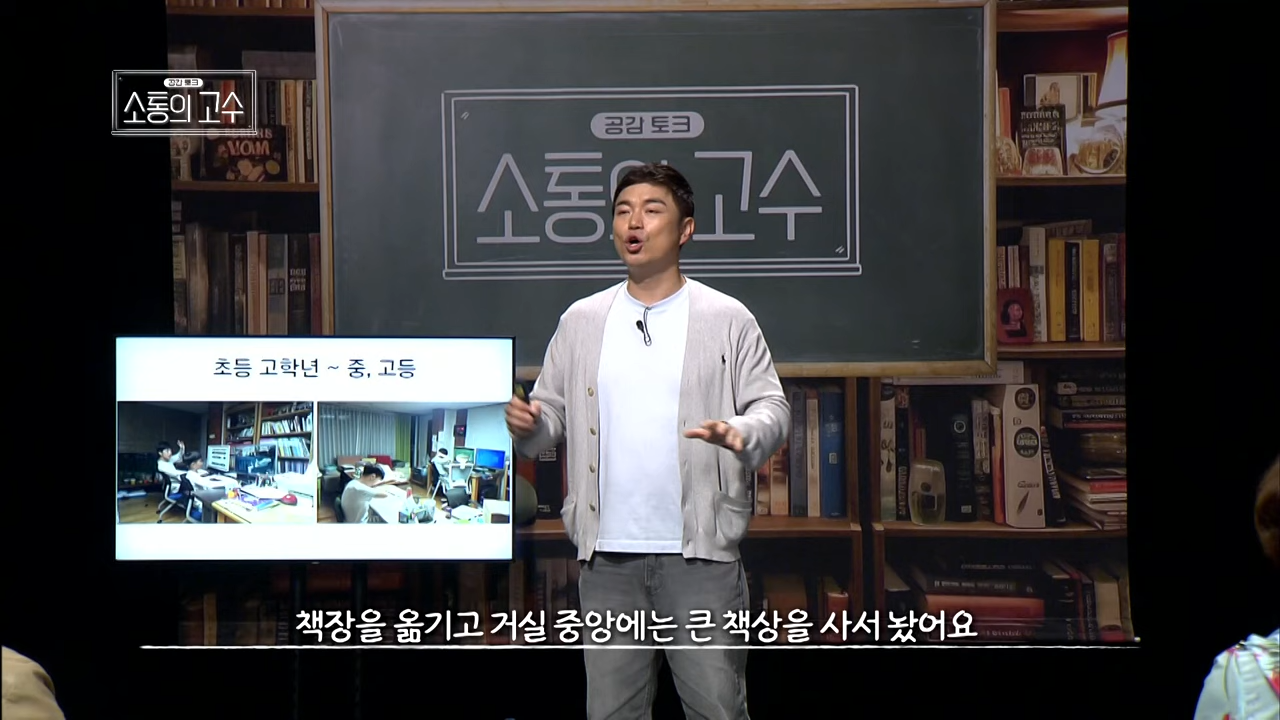 공감 토크
소통의 고수
공감 토크
소통의 고수
초등 고학년 ~ 중, 고등
책장을 옮기고 거실 중앙에는 큰 책상을 사서 놨어요